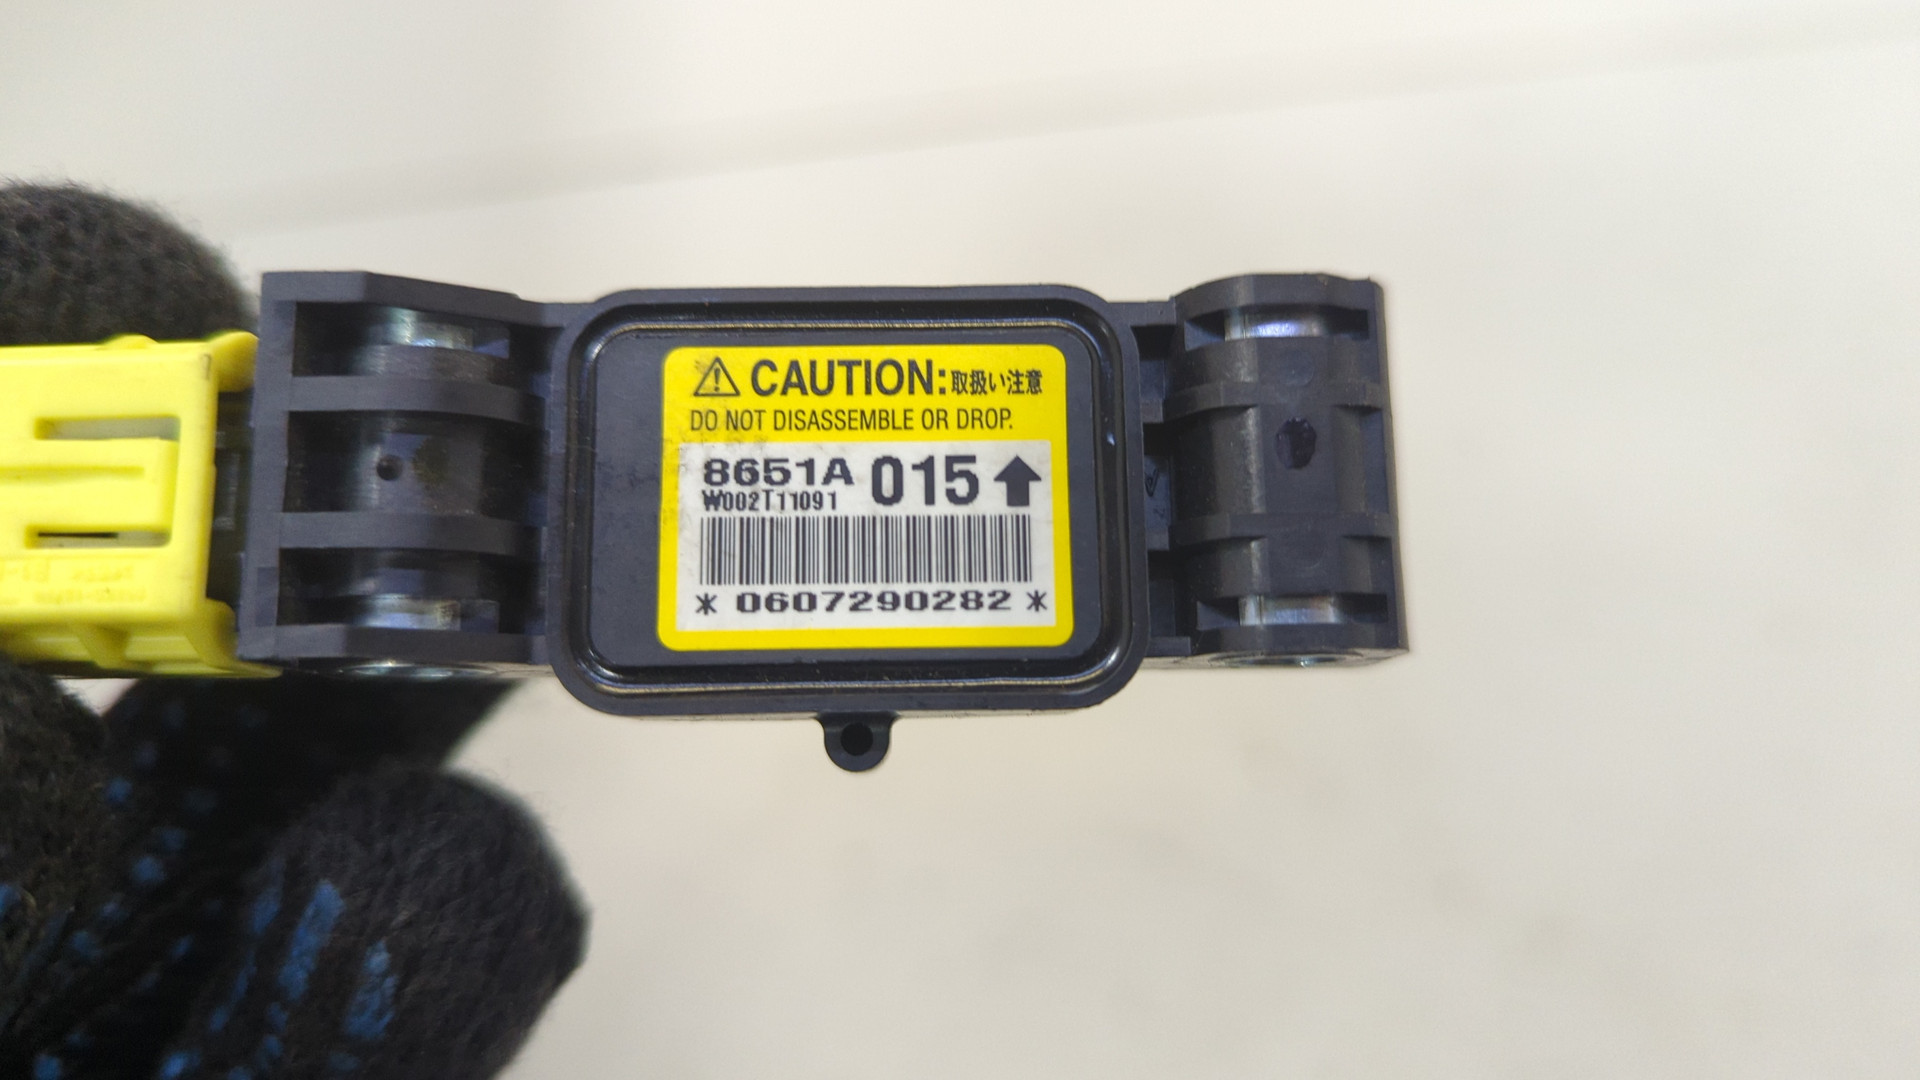 CAUTION:取扱い注意
DO NOT DISASSEMBLE OR DROP.
8651A 015
W002T11091
* 0607290282 *